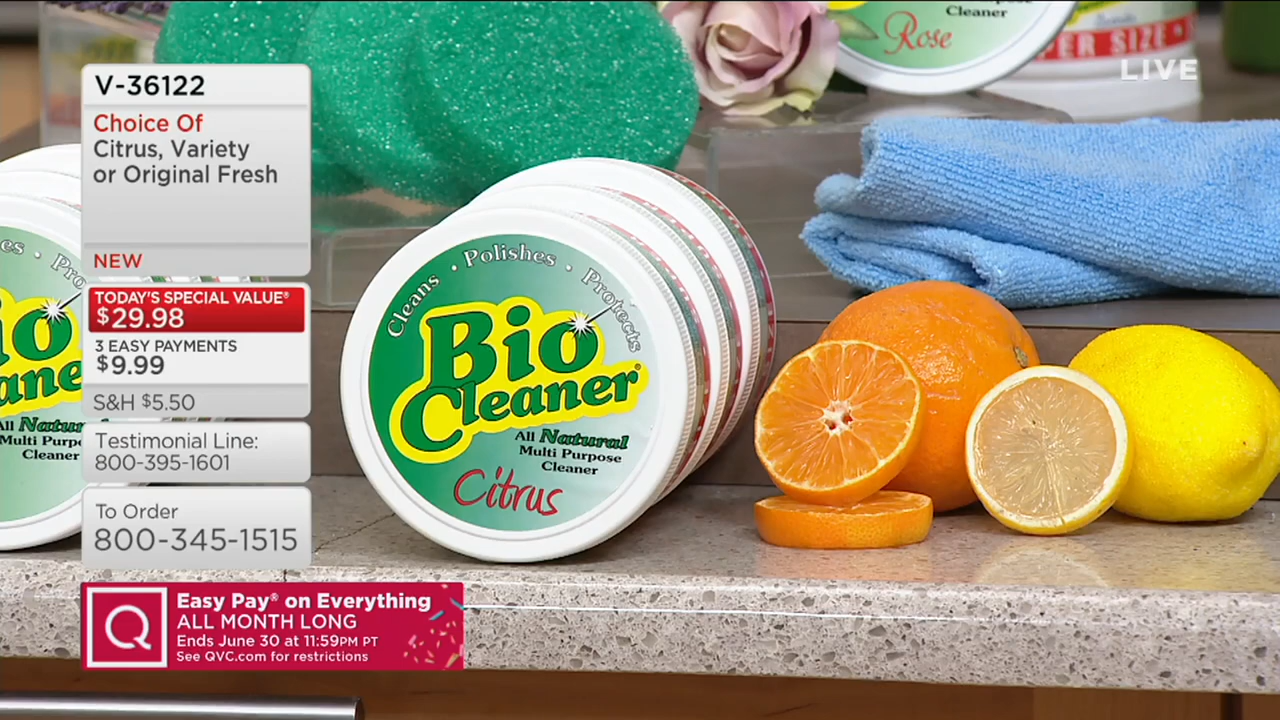 V-36122
Choice Of
Citrus, Variety
or Original Fresh
NEW
TODAY'S SPECIAL VALUE®
$29.98
3 EASY PAYMENTS
$9.99
S&H $5.50
Testimonial Line:
800-395-1601
To Order
800-345-1515
Q
Easy Pay® on Everything
ALL MONTH LONG
Ends June 30 at 11:59PM PT
See QVC.com for restrictions
LIVE
Cleaner
Rose
SIZE
Cleans · Polishes · Protects
Bio
Cleaner®
All Natural
Multi Purpose
Cleaner
Citrus
Multi
Cleaner